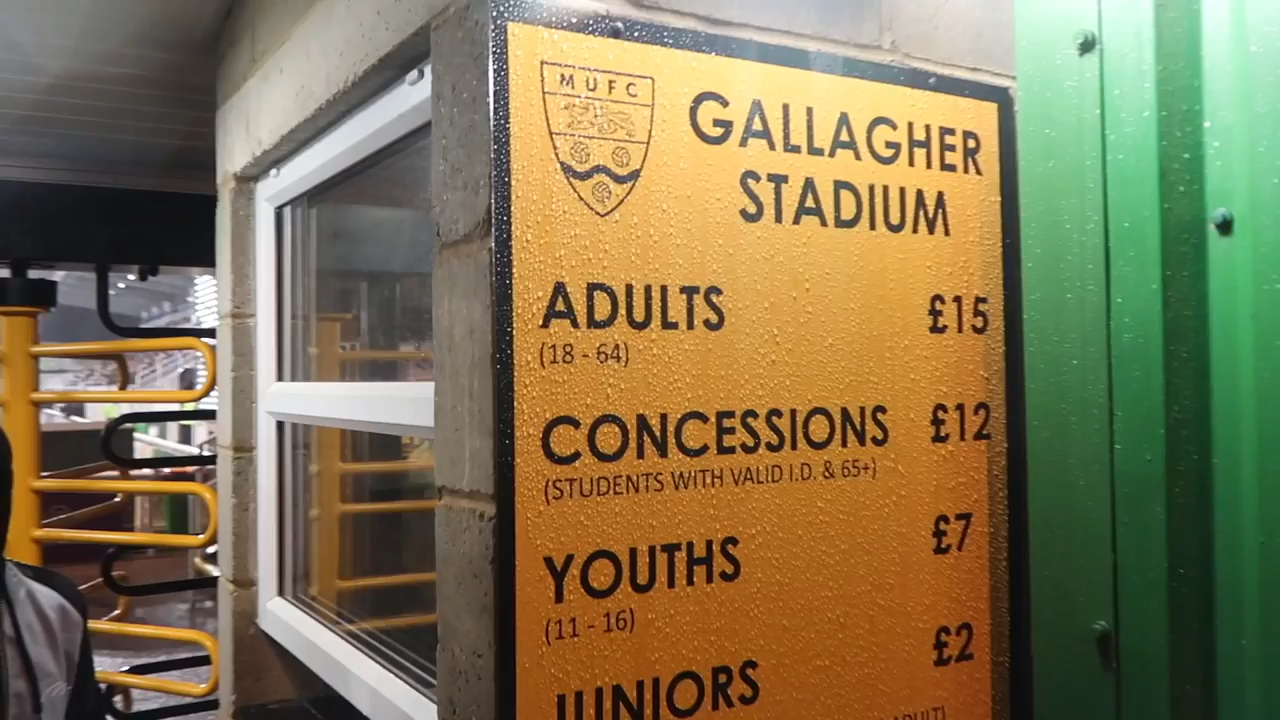 MUFC
GALLAGHER
STADIUM
ADULTS £15
(18 - 64)
CONCESSIONS £12
(STUDENTS WITH VALID I.D. & 65+)
YOUTHS £7
(11 - 16)
JUNIORS £2